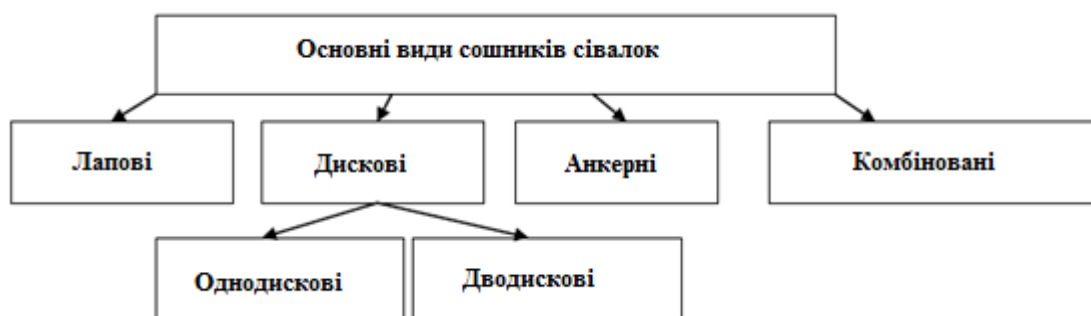 Основні види сошників сівалок
Лапові
Дискові
Анкерні
Комбіновані
Однодискові
Дводискові